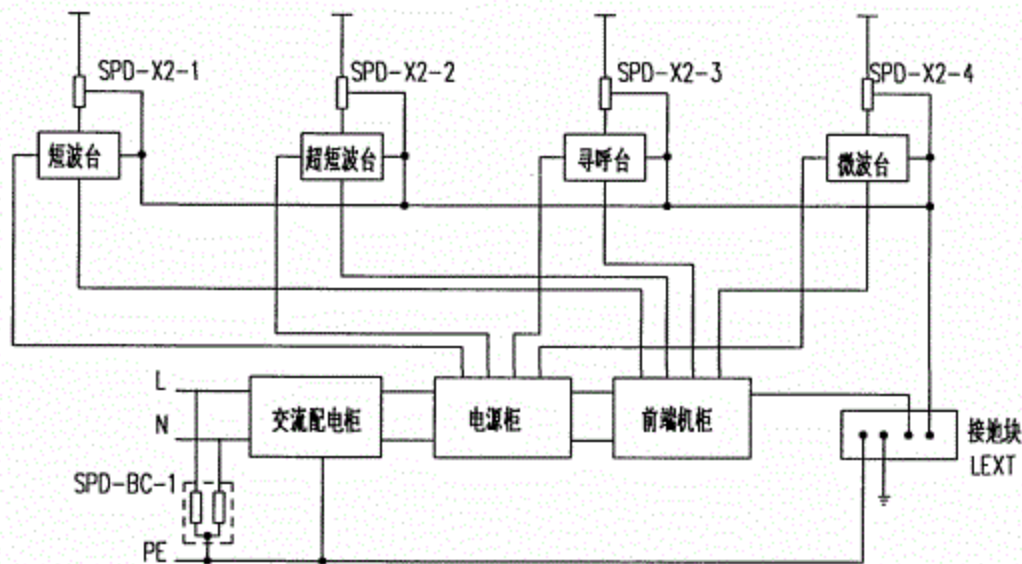 SPD-X2-1
SPD-X2-2
SPD-X2-3
SPD-X2-4
短波台
超短波台
寻呼台
微波台
L
N
交流配电柜
电源柜
前端机柜
接地块
LEXT
SPD-BC-1
PE